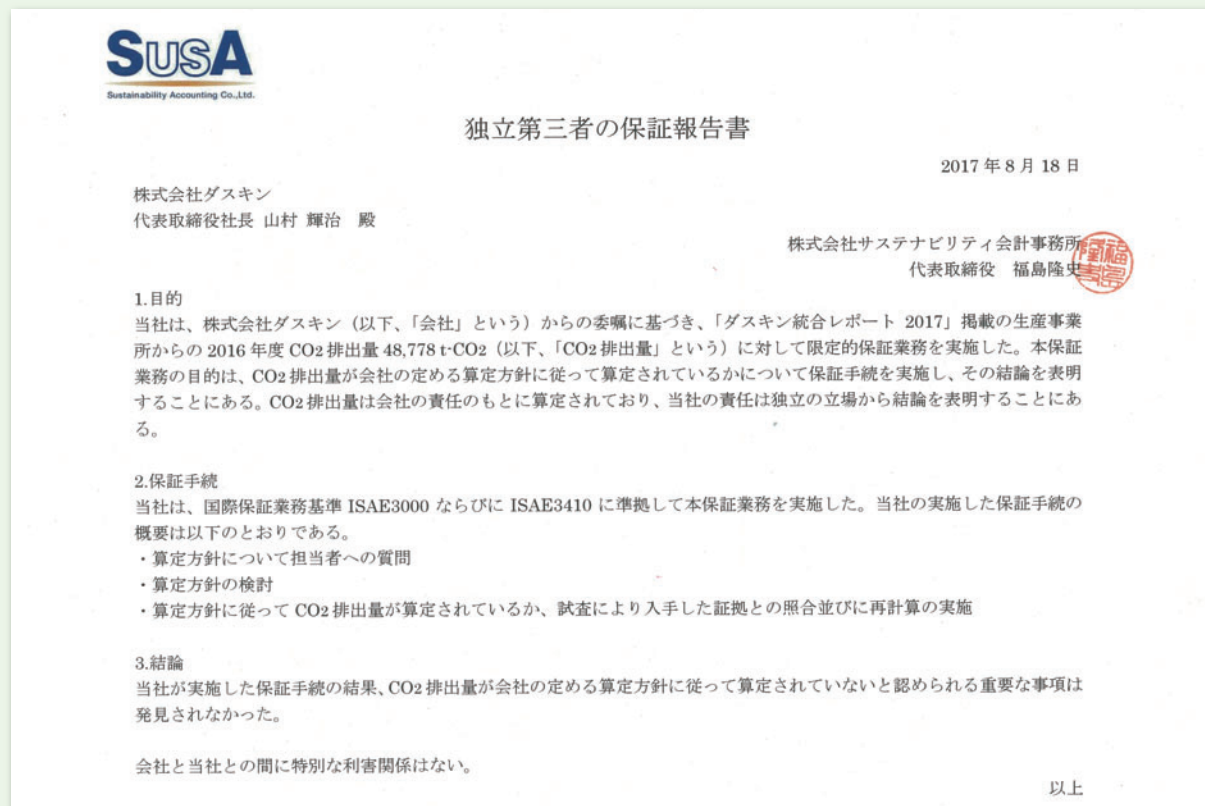 SUSA
Sustainability Accounting Co.,Ltd.
独立第三者の保証報告書
2017 年 8 月 18 日
株式会社ダスキン
代表取締役社長 山村 輝治　殿
株式会社サステナビリティ会計事務所
代表取締役　福島隆史
1.目的
当社は、株式会社ダスキン（以下、「会社」という）からの委嘱に基づき、「ダスキン統合レポート 2017」掲載の生産事業
所からの 2016 年度 CO2 排出量 48,778 t-CO2（以下、「CO2 排出量」という）に対して限定的保証業務を実施した。本保証
業務の目的は、CO2 排出量が会社の定める算定方針に従って算定されているかについて保証手続を実施し、その結論を表明
することにある。CO2 排出量は会社の責任のもとに算定されており、当社の責任は独立の立場から結論を表明することにあ
る。
2.保証手続
当社は、国際保証業務基準 ISAE3000 ならびに ISAE3410 に準拠して本保証業務を実施した。当社の実施した保証手続の
概要は以下のとおりである。
・算定方針について担当者への質問
・算定方針の検討
・算定方針に従って CO2 排出量が算定されているか、試査により入手した証拠との照合並びに再計算の実施
3.結論
当社が実施した保証手続の結果、CO2 排出量が会社の定める算定方針に従って算定されていないと認められる重要な事項は
発見されなかった。
会社と当社との間に特別な利害関係はない。
以上